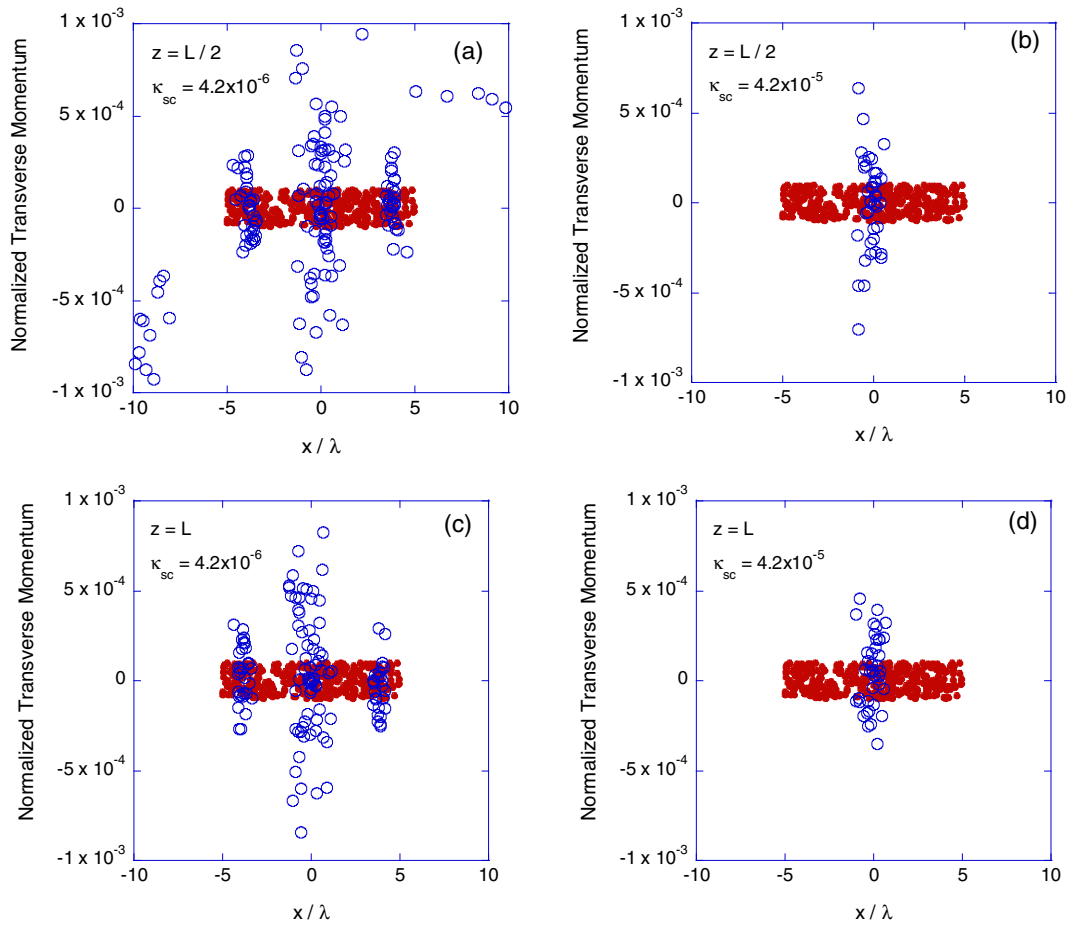 1 x 10⁻³
5 x 10⁻⁴
0
-5 x 10⁻⁴
-1 x 10⁻³
Normalized Transverse Momentum
z = L / 2
κsc = 4.2x10⁻⁶
(a)
-10 -5 0 5 10
x / λ
1 x 10⁻³
5 x 10⁻⁴
0
-5 x 10⁻⁴
-1 x 10⁻³
Normalized Transverse Momentum
z = L / 2
κsc = 4.2x10⁻⁵
(b)
-10 -5 0 5 10
x / λ
1 x 10⁻³
5 x 10⁻⁴
0
-5 x 10⁻⁴
-1 x 10⁻³
Normalized Transverse Momentum
z = L
κsc = 4.2x10⁻⁶
(c)
-10 -5 0 5 10
x / λ
1 x 10⁻³
5 x 10⁻⁴
0
-5 x 10⁻⁴
-1 x 10⁻³
Normalized Transverse Momentum
z = L
κsc = 4.2x10⁻⁵
(d)
-10 -5 0 5 10
x / λ